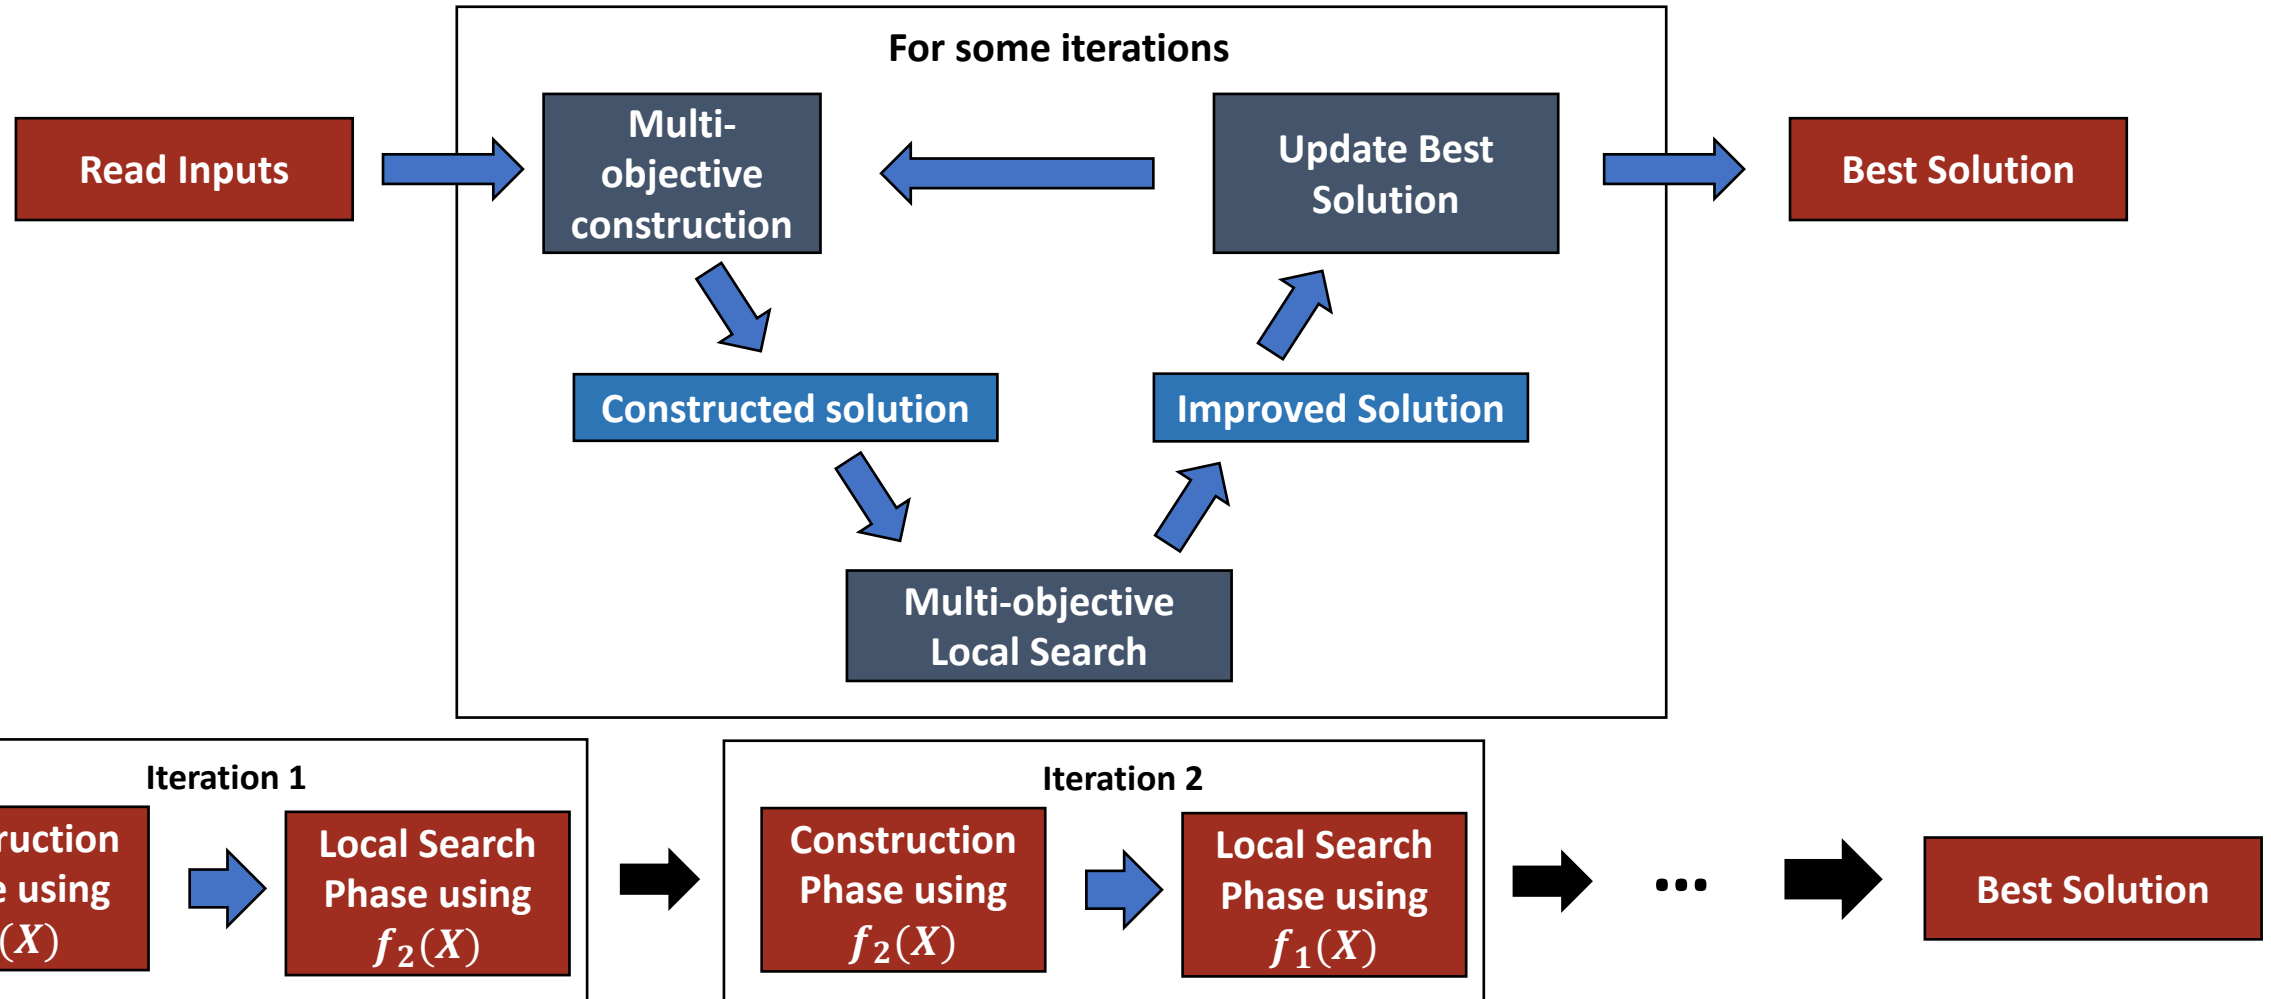 For some iterations
Read Inputs
Multi-
objective
construction
Update Best
Solution
Best Solution
Constructed solution
Improved Solution
Multi-objective
Local Search
Iteration 1
ruction
e using
(X)
Local Search
Phase using
f₂(X)
Iteration 2
Construction
Phase using
f₂(X)
Local Search
Phase using
f₁(X)
...
Best Solution